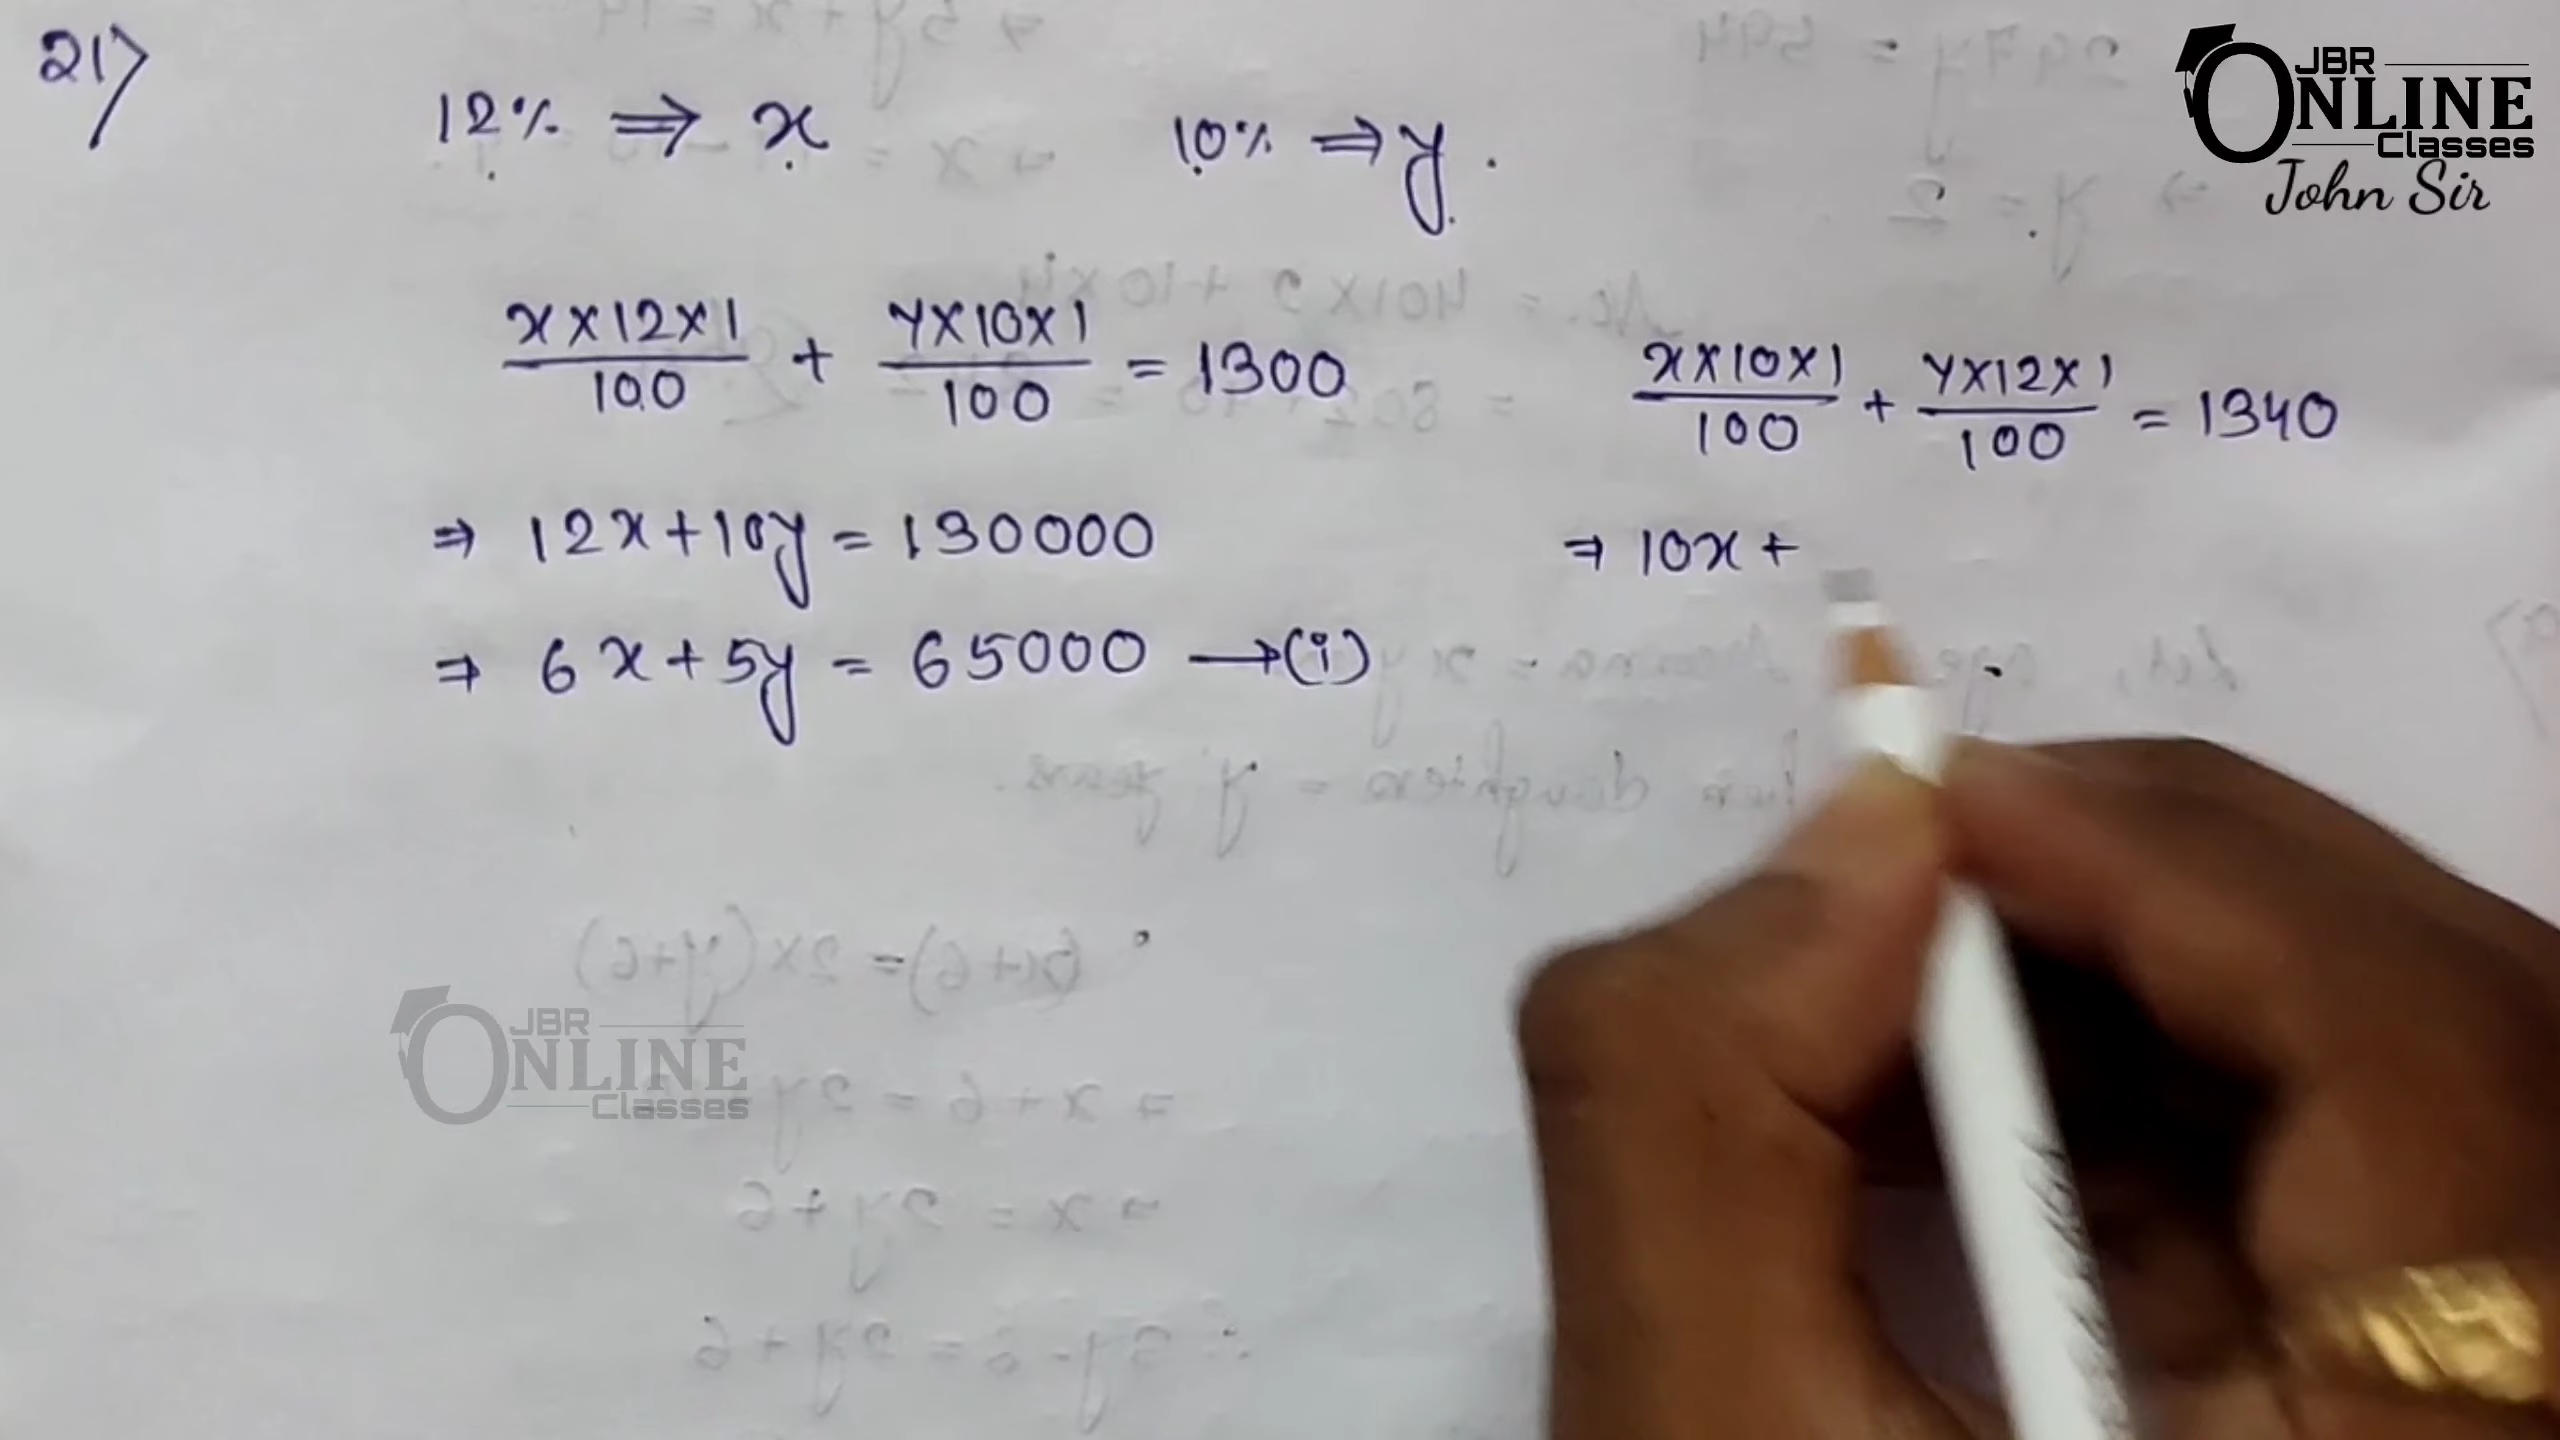 21)
12% ⇒ x 10% ⇒ y.
x×12×1/100 + y×10×1/100 = 1300
x×10×1/100 + y×12×1/100 = 1340
⇒ 12x+10y = 130000
⇒ 10x +
⇒ 6x+5y = 65000 →(i)
JBR
ONLINE
Classes
John Sir
JBR
ONLINE
Classes